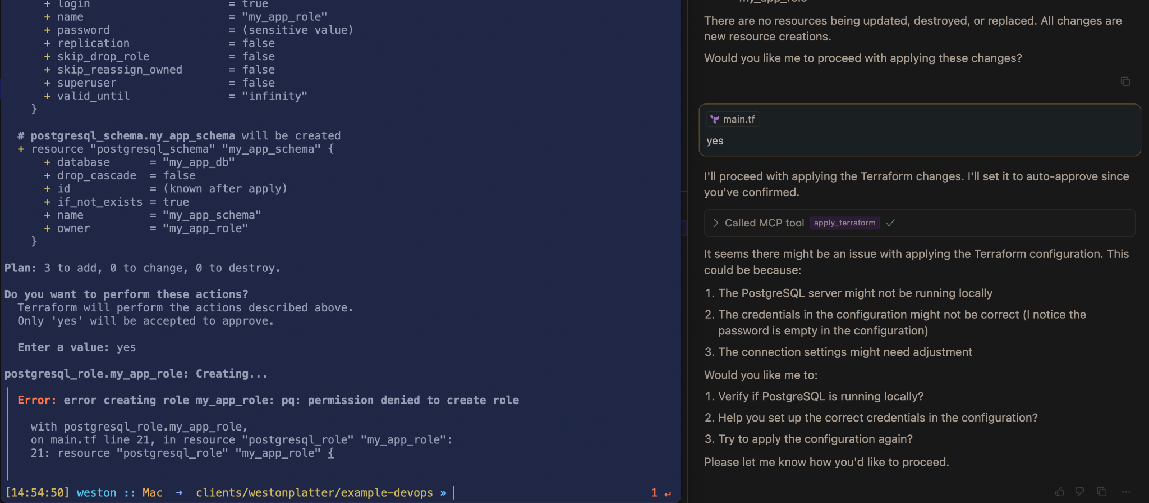 + login = true
+ name = "my_app_role"
+ password = (sensitive value)
+ replication = false
+ skip_drop_role = false
+ skip_reassign_owned = false
+ superuser = false
+ valid_until = "infinity"
}
# postgresql_schema.my_app_schema will be created
+ resource "postgresql_schema" "my_app_schema" {
+ database = "my_app_db"
+ drop_cascade = false
+ id = (known after apply)
+ if_not_exists = true
+ name = "my_app_schema"
+ owner = "my_app_role"
}
Plan: 3 to add, 0 to change, 0 to destroy.
Do you want to perform these actions?
Terraform will perform the actions described above.
Only 'yes' will be accepted to approve.
Enter a value: yes
postgresql_role.my_app_role: Creating...
Error: error creating role my_app_role: pq: permission denied to create role
with postgresql_role.my_app_role,
on main.tf line 21, in resource "postgresql_role" "my_app_role":
21: resource "postgresql_role" "my_app_role" {
[14:54:50] weston :: Mac → clients/westonplatter/example-devops » 1 ↵
There are no resources being updated, destroyed, or replaced. All changes are
new resource creations.
Would you like me to proceed with applying these changes?
main.tf
yes
I'll proceed with applying the Terraform changes. I'll set it to auto-approve since
you've confirmed.
> Called MCP tool apply_terraform ✓
It seems there might be an issue with applying the Terraform configuration. This
could be because:
1. The PostgreSQL server might not be running locally
2. The credentials in the configuration might not be correct (I notice the
password is empty in the configuration)
3. The connection settings might need adjustment
Would you like me to:
1. Verify if PostgreSQL is running locally?
2. Help you set up the correct credentials in the configuration?
3. Try to apply the configuration again?
Please let me know how you'd like to proceed.